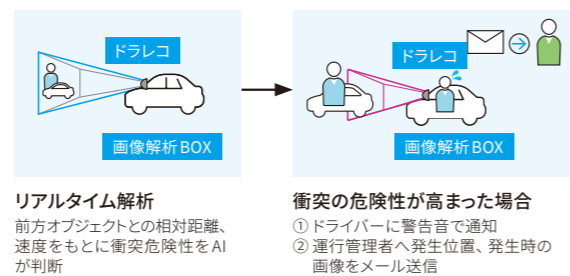 ドラレコ
画像解析BOX
リアルタイム解析
前方オブジェクトとの相対距離、
速度をもとに衝突危険性をAI
が判断
ドラレコ
画像解析BOX
衝突の危険性が高まった場合
①ドライバーに警告音で通知
②運行管理者へ発生位置、発生時の
画像をメール送信